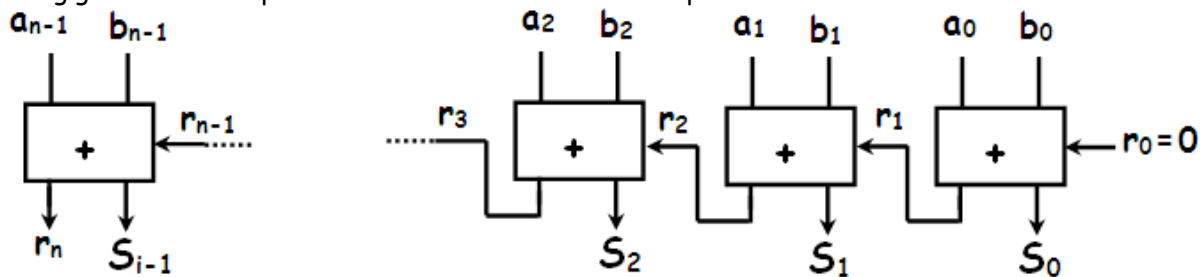 aₙ₋₁ bₙ₋₁ a₂ b₂ a₁ b₁ a₀ b₀
rₙ₋₁ r₃ r₂ r₁ r₀=0
+ + + +
rₙ Sᵢ₋₁ S₂ S₁ S₀